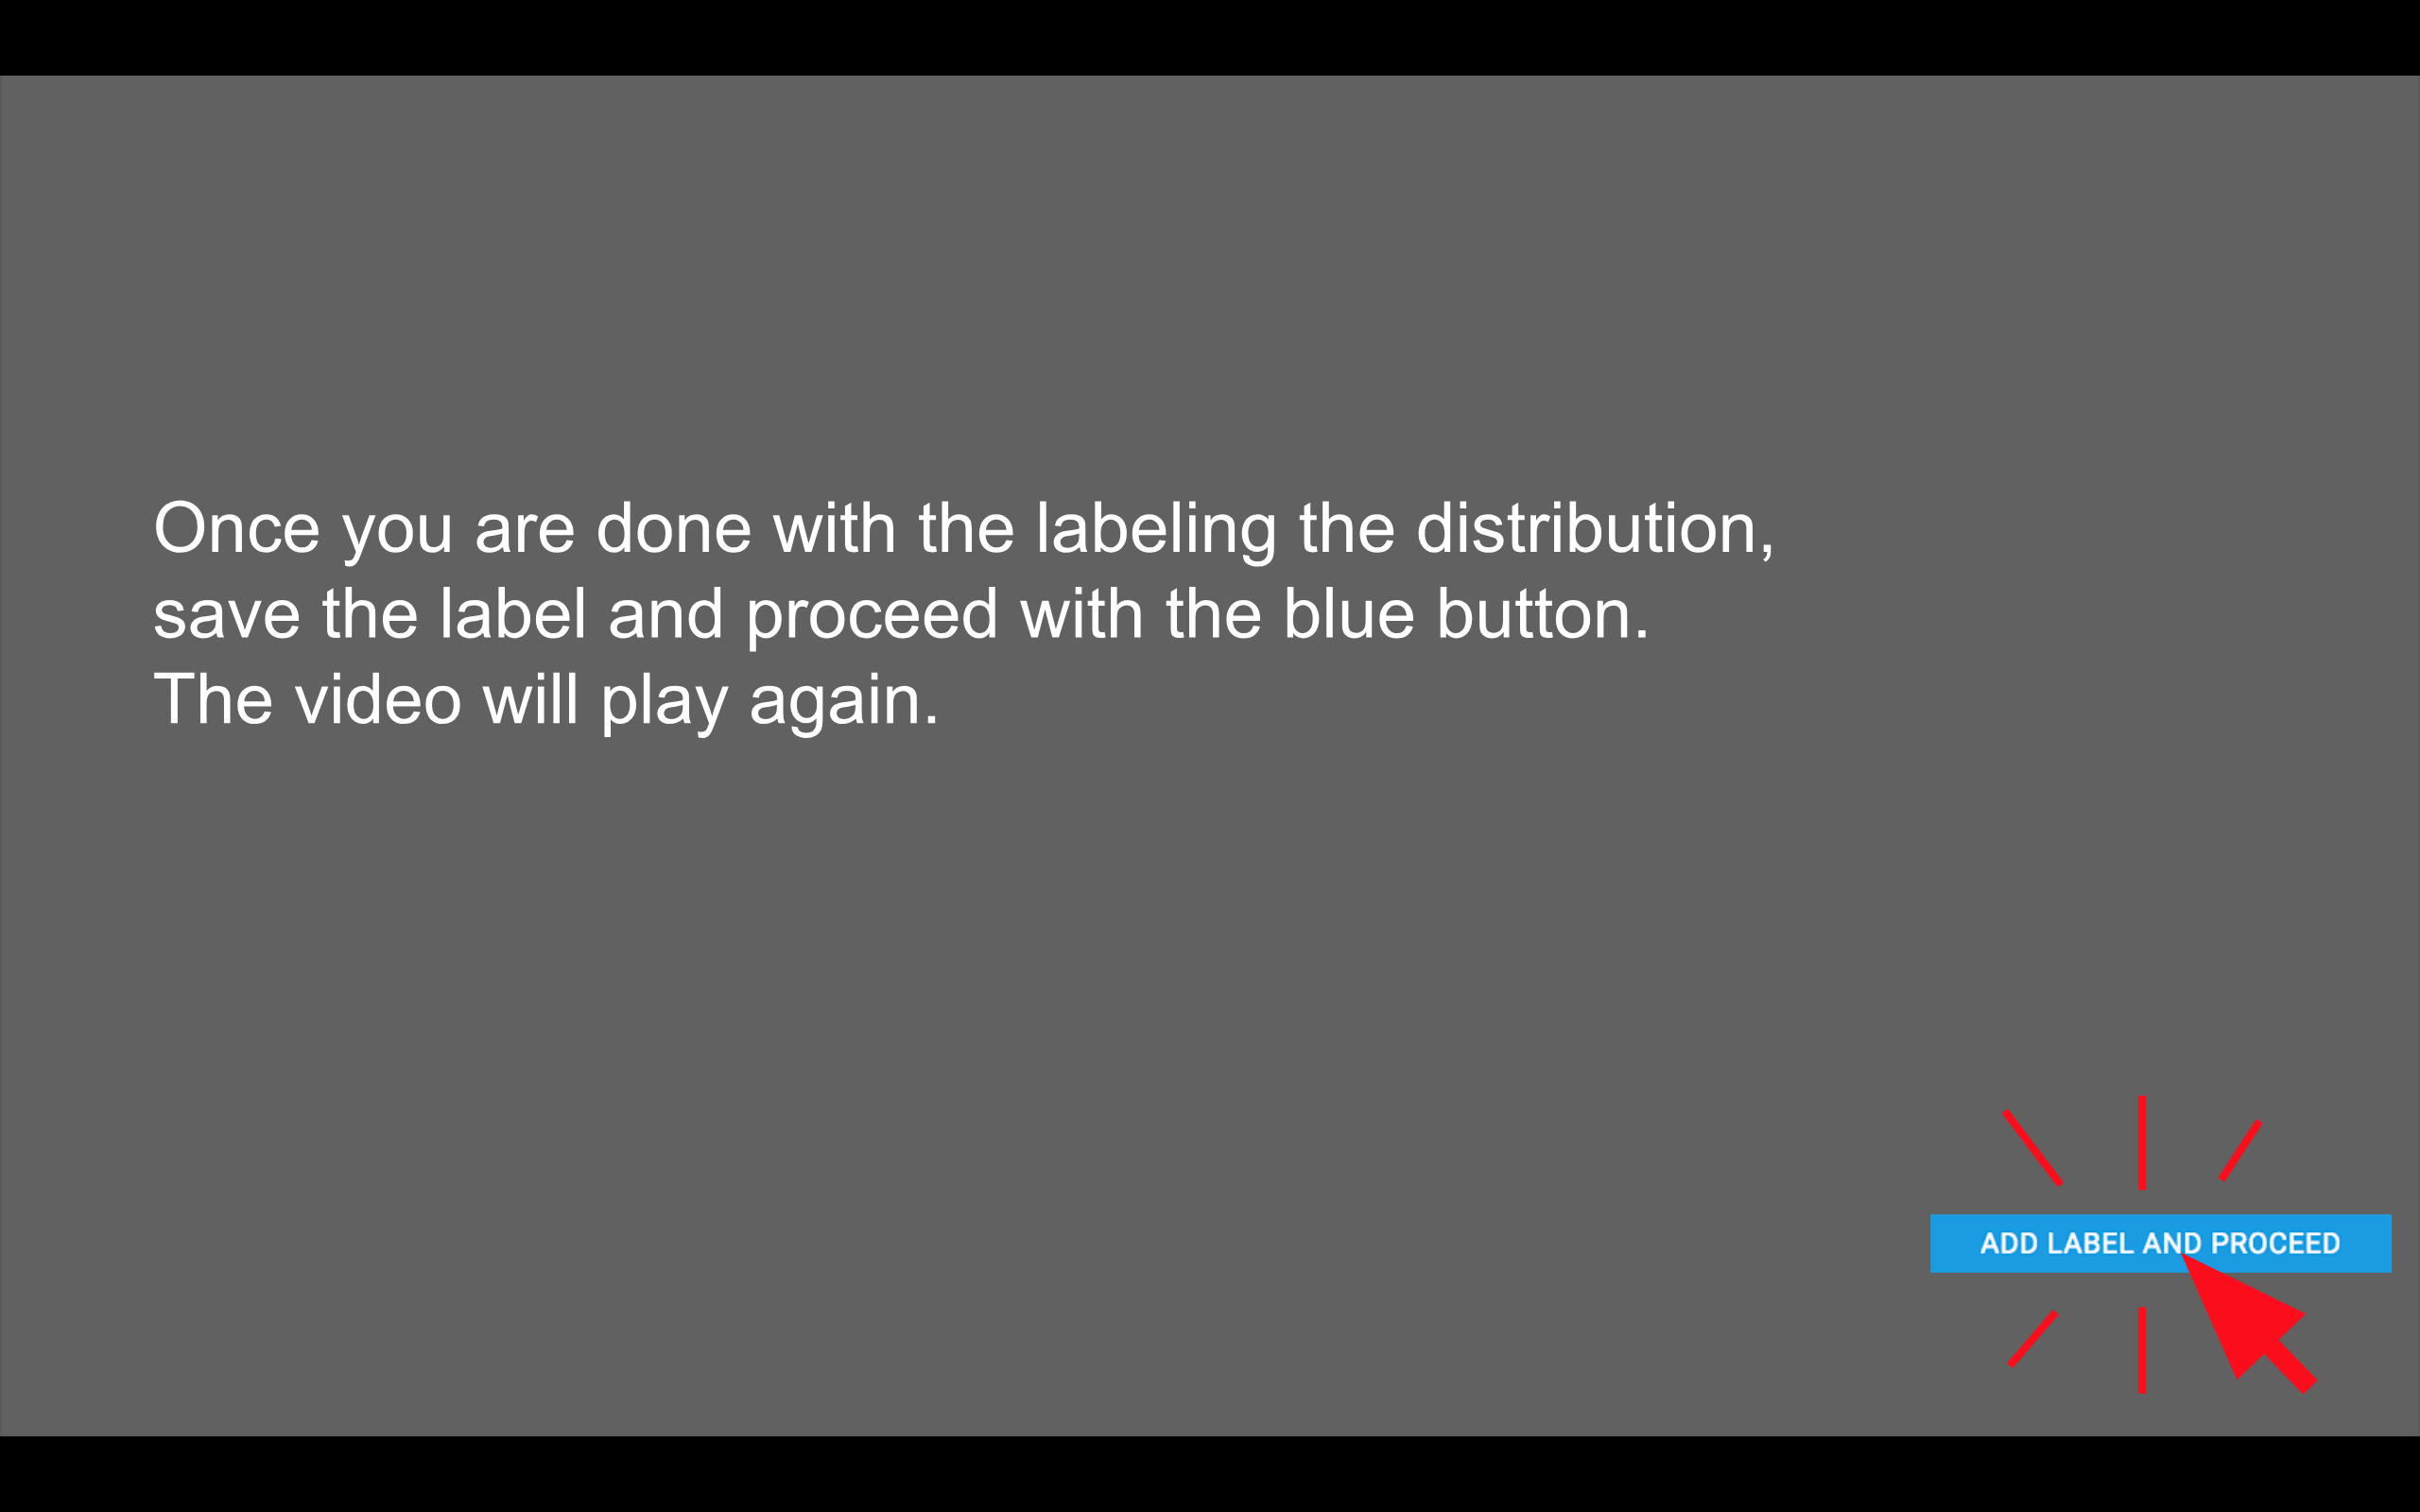 Once you are done with the labeling the distribution,
save the label and proceed with the blue button.
The video will play again.
ADD LABEL AND PROCEED